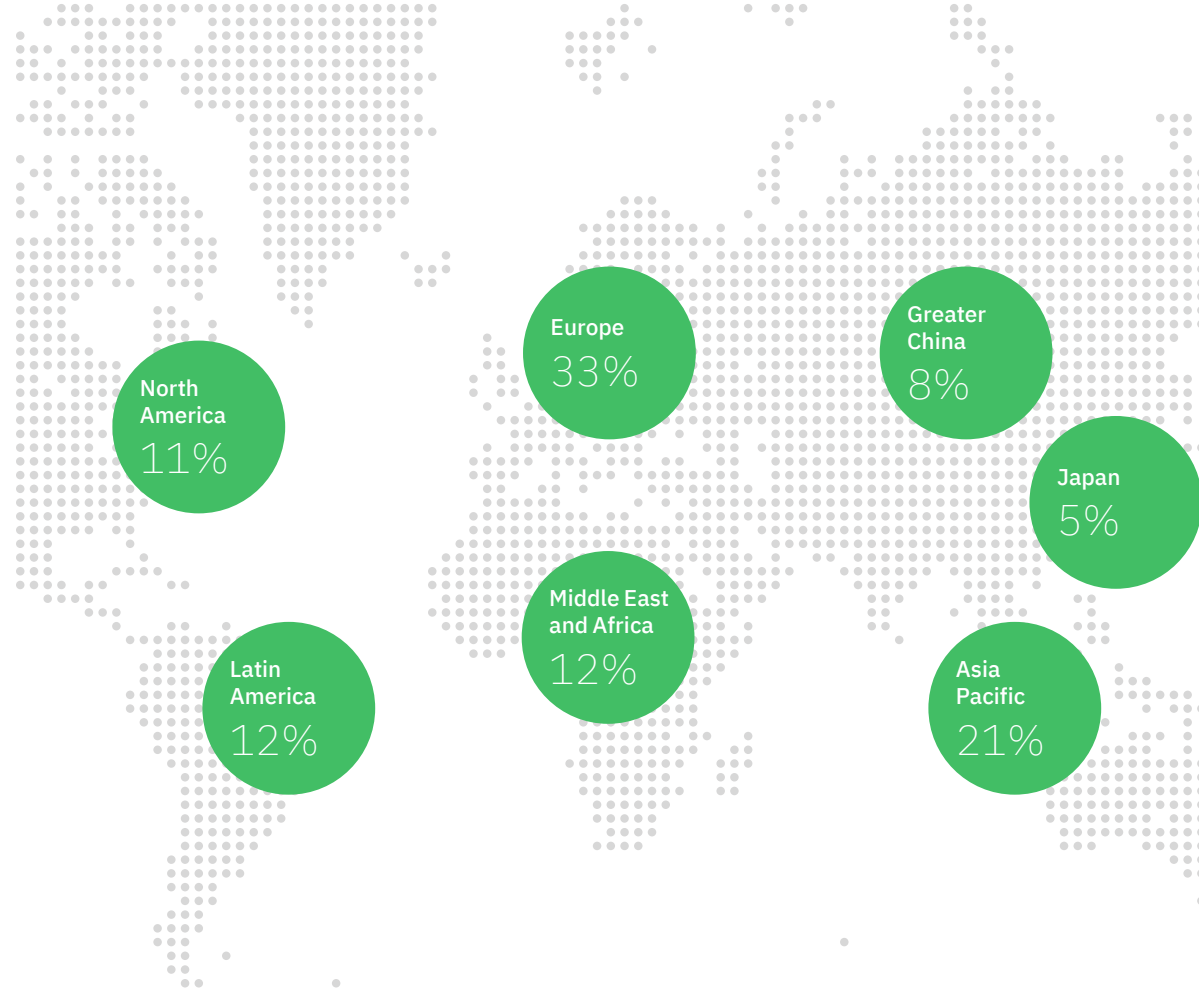 Europe
33%
Greater
China
8%
North
America
11%
Japan
5%
Middle East
and Africa
12%
Latin
America
12%
Asia
Pacific
21%